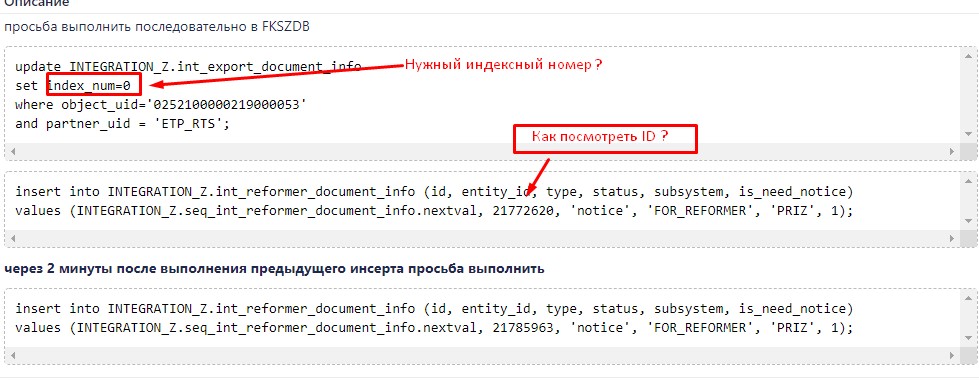 Описание
просьба выполнить последовательно в FKSZDB
update INTEGRATION_Z.int_export_document_info
Нужный индексный номер ?
set index_num=0
where object_uid='0252100000219000053'
and partner_uid = 'ETP_RTS';
Как посмотреть ID ?
insert into INTEGRATION_Z.int_reformer_document_info (id, entity_id, type, status, subsystem, is_need_notice)
values (INTEGRATION_Z.seq_int_reformer_document_info.nextval, 21772620, 'notice', 'FOR_REFORMER', 'PRIZ', 1);
через 2 минуты после выполнения предыдущего инсерта просьба выполнить
insert into INTEGRATION_Z.int_reformer_document_info (id, entity_id, type, status, subsystem, is_need_notice)
values (INTEGRATION_Z.seq_int_reformer_document_info.nextval, 21785963, 'notice', 'FOR_REFORMER', 'PRIZ', 1);